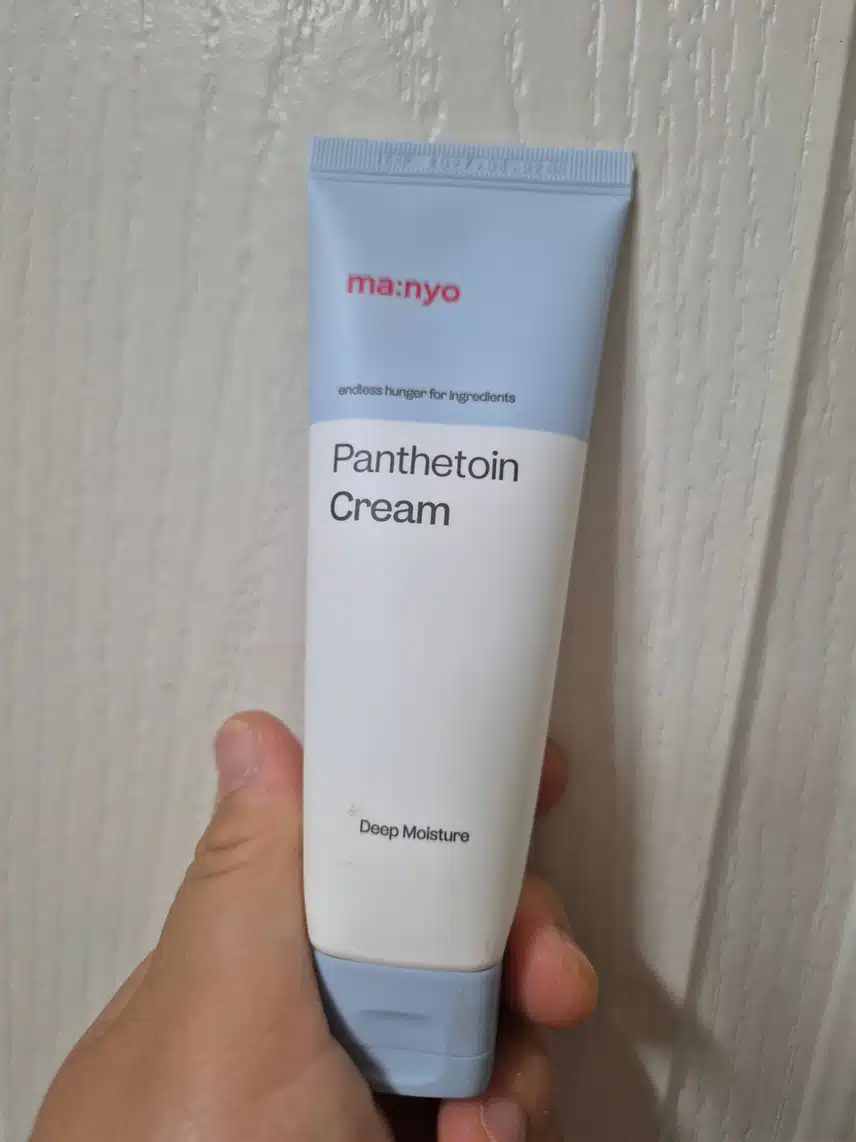 ma:nyo
endless hunger for ingredients
Panthetoin
Cream
Deep Moisture